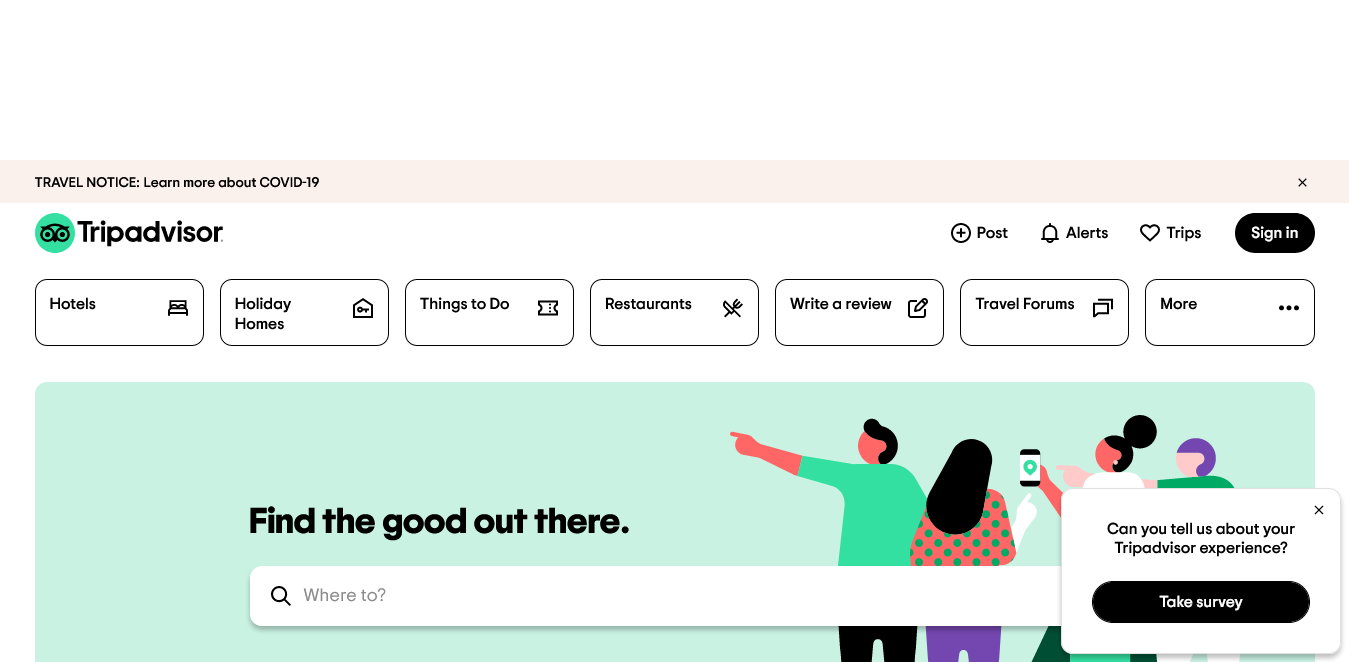 TRAVEL NOTICE: Learn more about COVID-19
Tripadvisor
Post
Alerts
Trips
Sign in
Hotels
Holiday
Homes
Things to Do
Restaurants
Write a review
Travel Forums
More
Find the good out there.
Where to?
Can you tell us about your
Tripadvisor experience?
Take survey